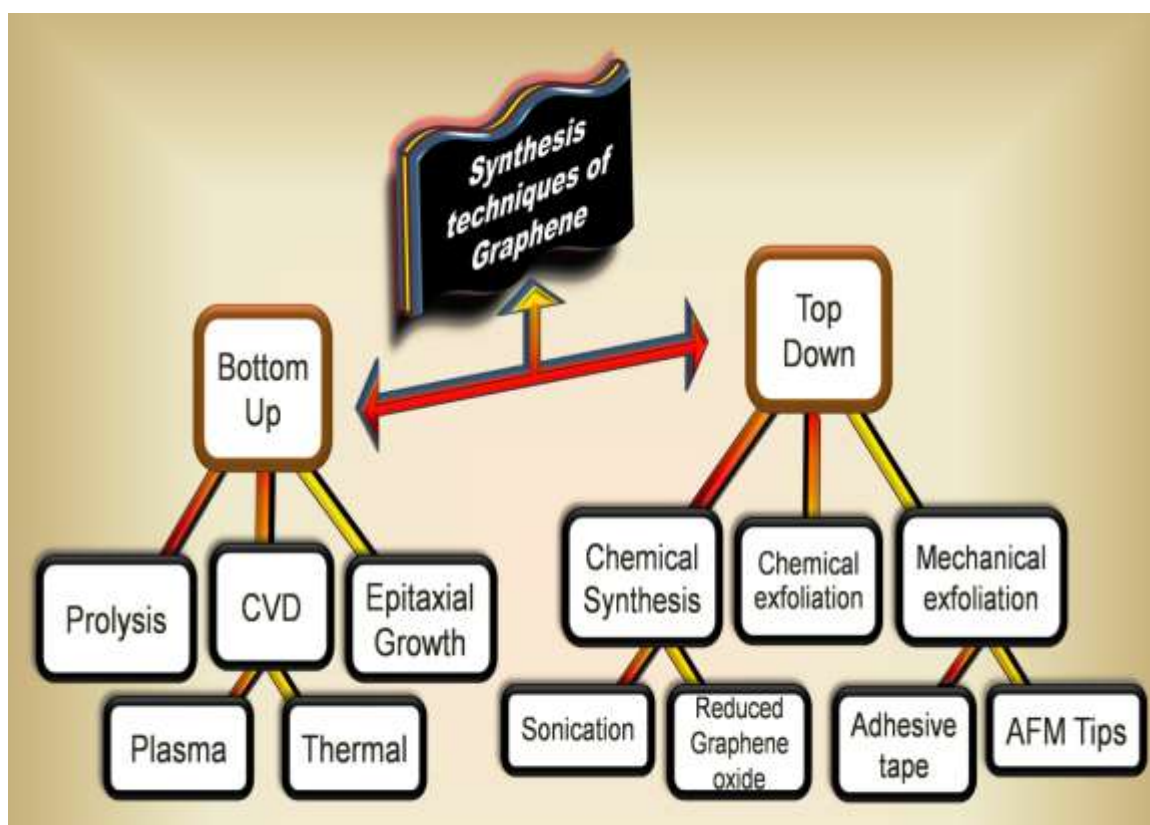 Synthesis
techniques of
Graphene
Bottom
Up
Top
Down
Prolysis
CVD
Epitaxial
Growth
Plasma
Thermal
Chemical
Synthesis
Chemical
exfoliation
Mechanical
exfoliation
Sonication
Reduced
Graphene
oxide
Adhesive
tape
AFM Tips